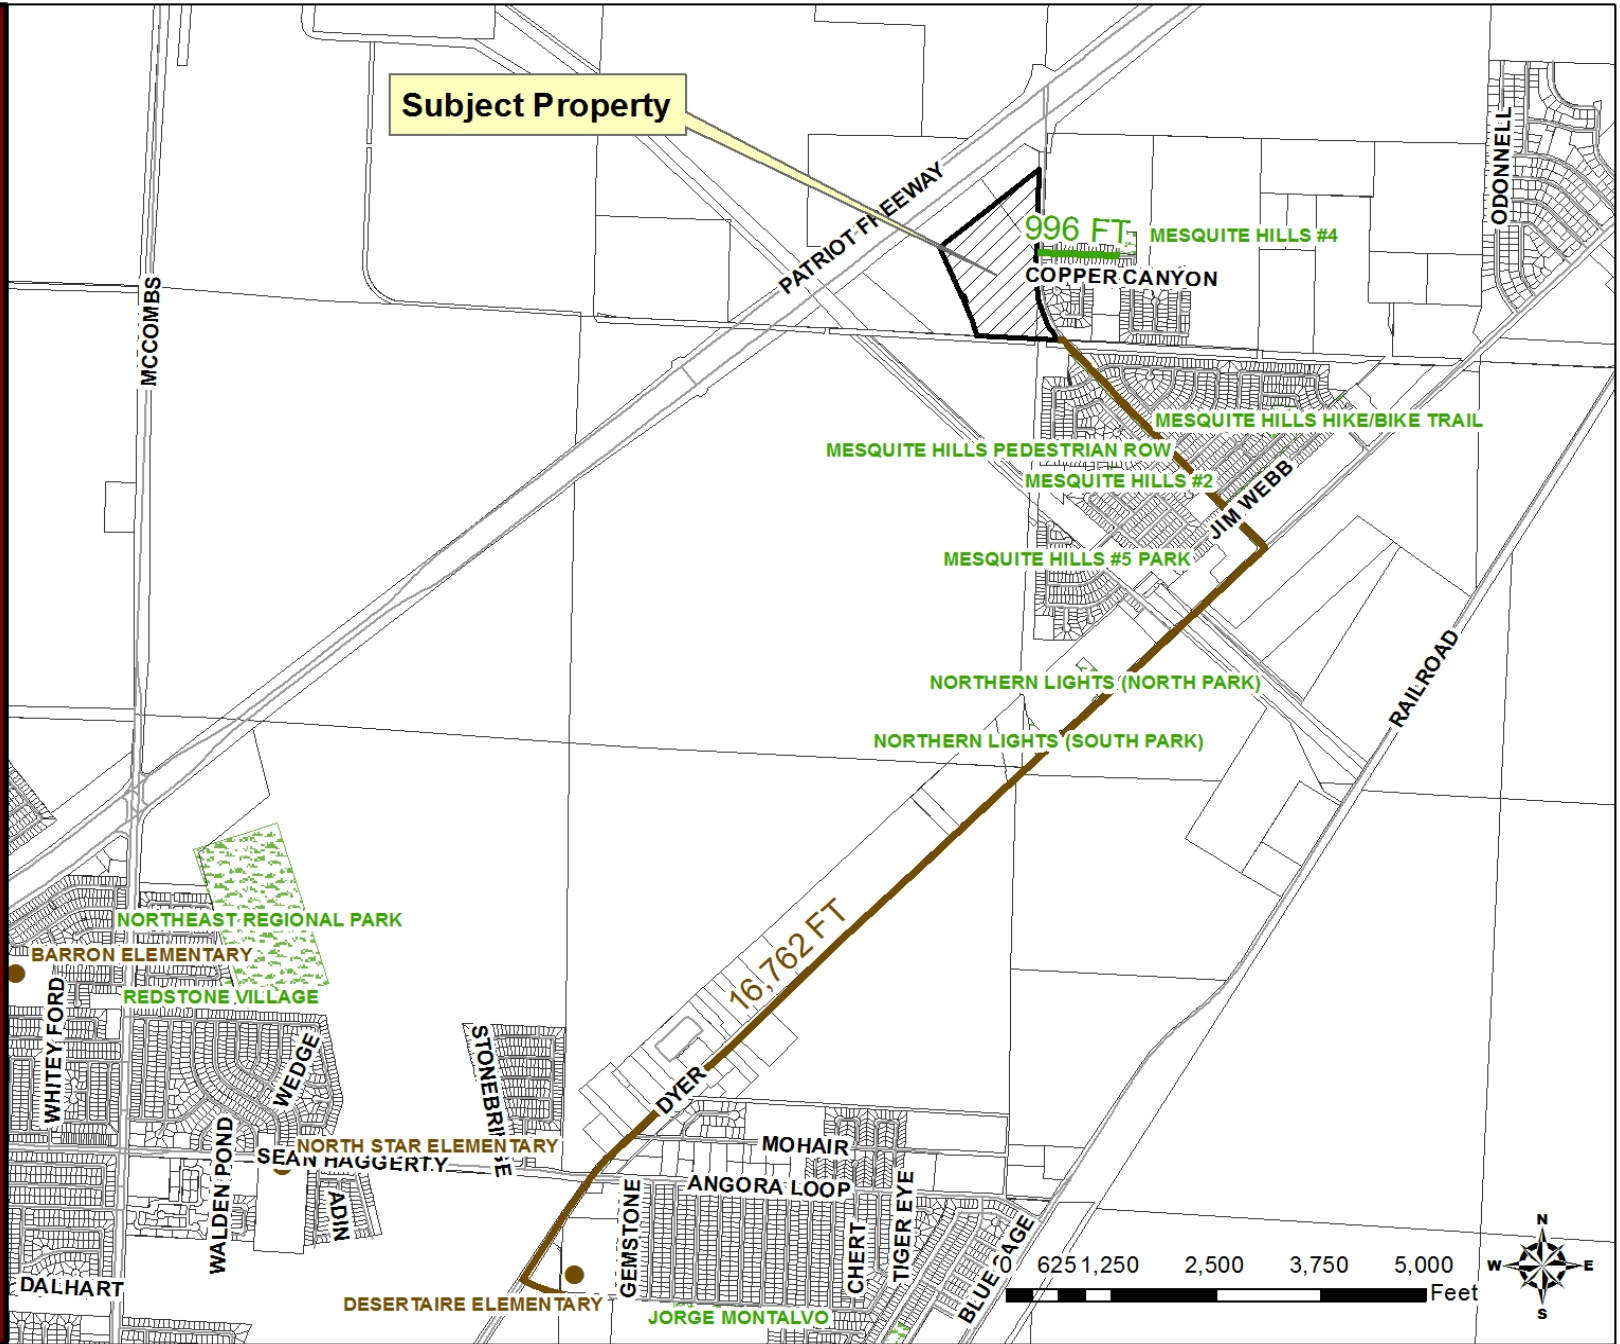 Subject Property
ODONNELL
PATRIOT FREEWAY
996 FT
MESQUITE HILLS #4
COPPER CANYON
MCCOMBS
MESQUITE HILLS HIKE/BIKE TRAIL
MESQUITE HILLS PEDESTRIAN ROW
MESQUITE HILLS #2
JIM WEBB
MESQUITE HILLS #5 PARK
RAILROAD
NORTHERN LIGHTS (NORTH PARK)
NORTHERN LIGHTS (SOUTH PARK)
NORTHEAST REGIONAL PARK
BARRON ELEMENTARY
16,762 FT
REDSTONE VILLAGE
WHITEY FORD
WEDGE
STONEBRIDGE
DYER
NORTH STAR ELEMENTARY
MOHAIR
SEAN HAGGERTY
WALDEN POND
ADIN
ANGORA LOOP
GEMSTONE
CHERT
TIGER EYE
BLUE SAGE
DALHART
DESERTAIRE ELEMENTARY
JORGE MONTALVO
0 625 1,250 2,500 3,750 5,000
Feet
N
W E
S